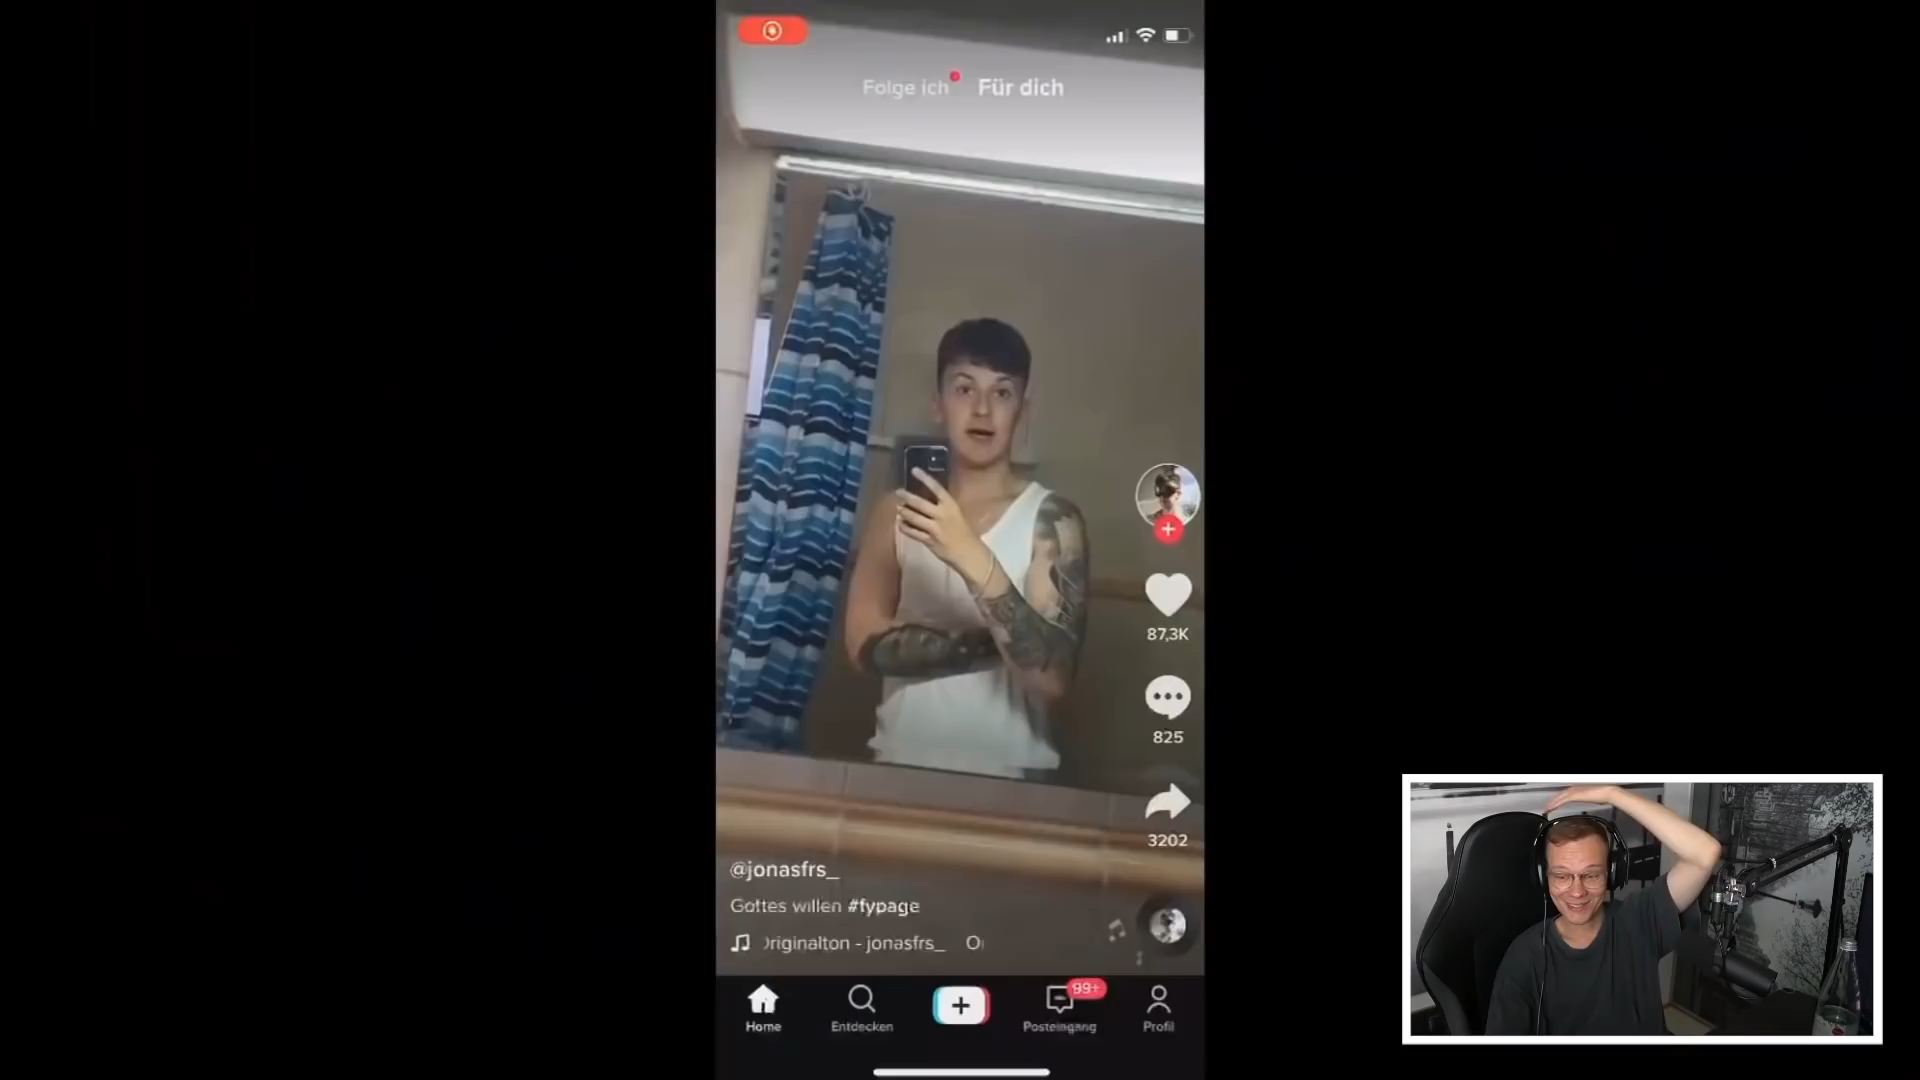 Folge ich Für dich
87,3K
825
3202
@jonasfrs_
Gottes willen #fypage
riginalton - jonasfrs_ O
99+
Home Entdecken Posteingang Profil